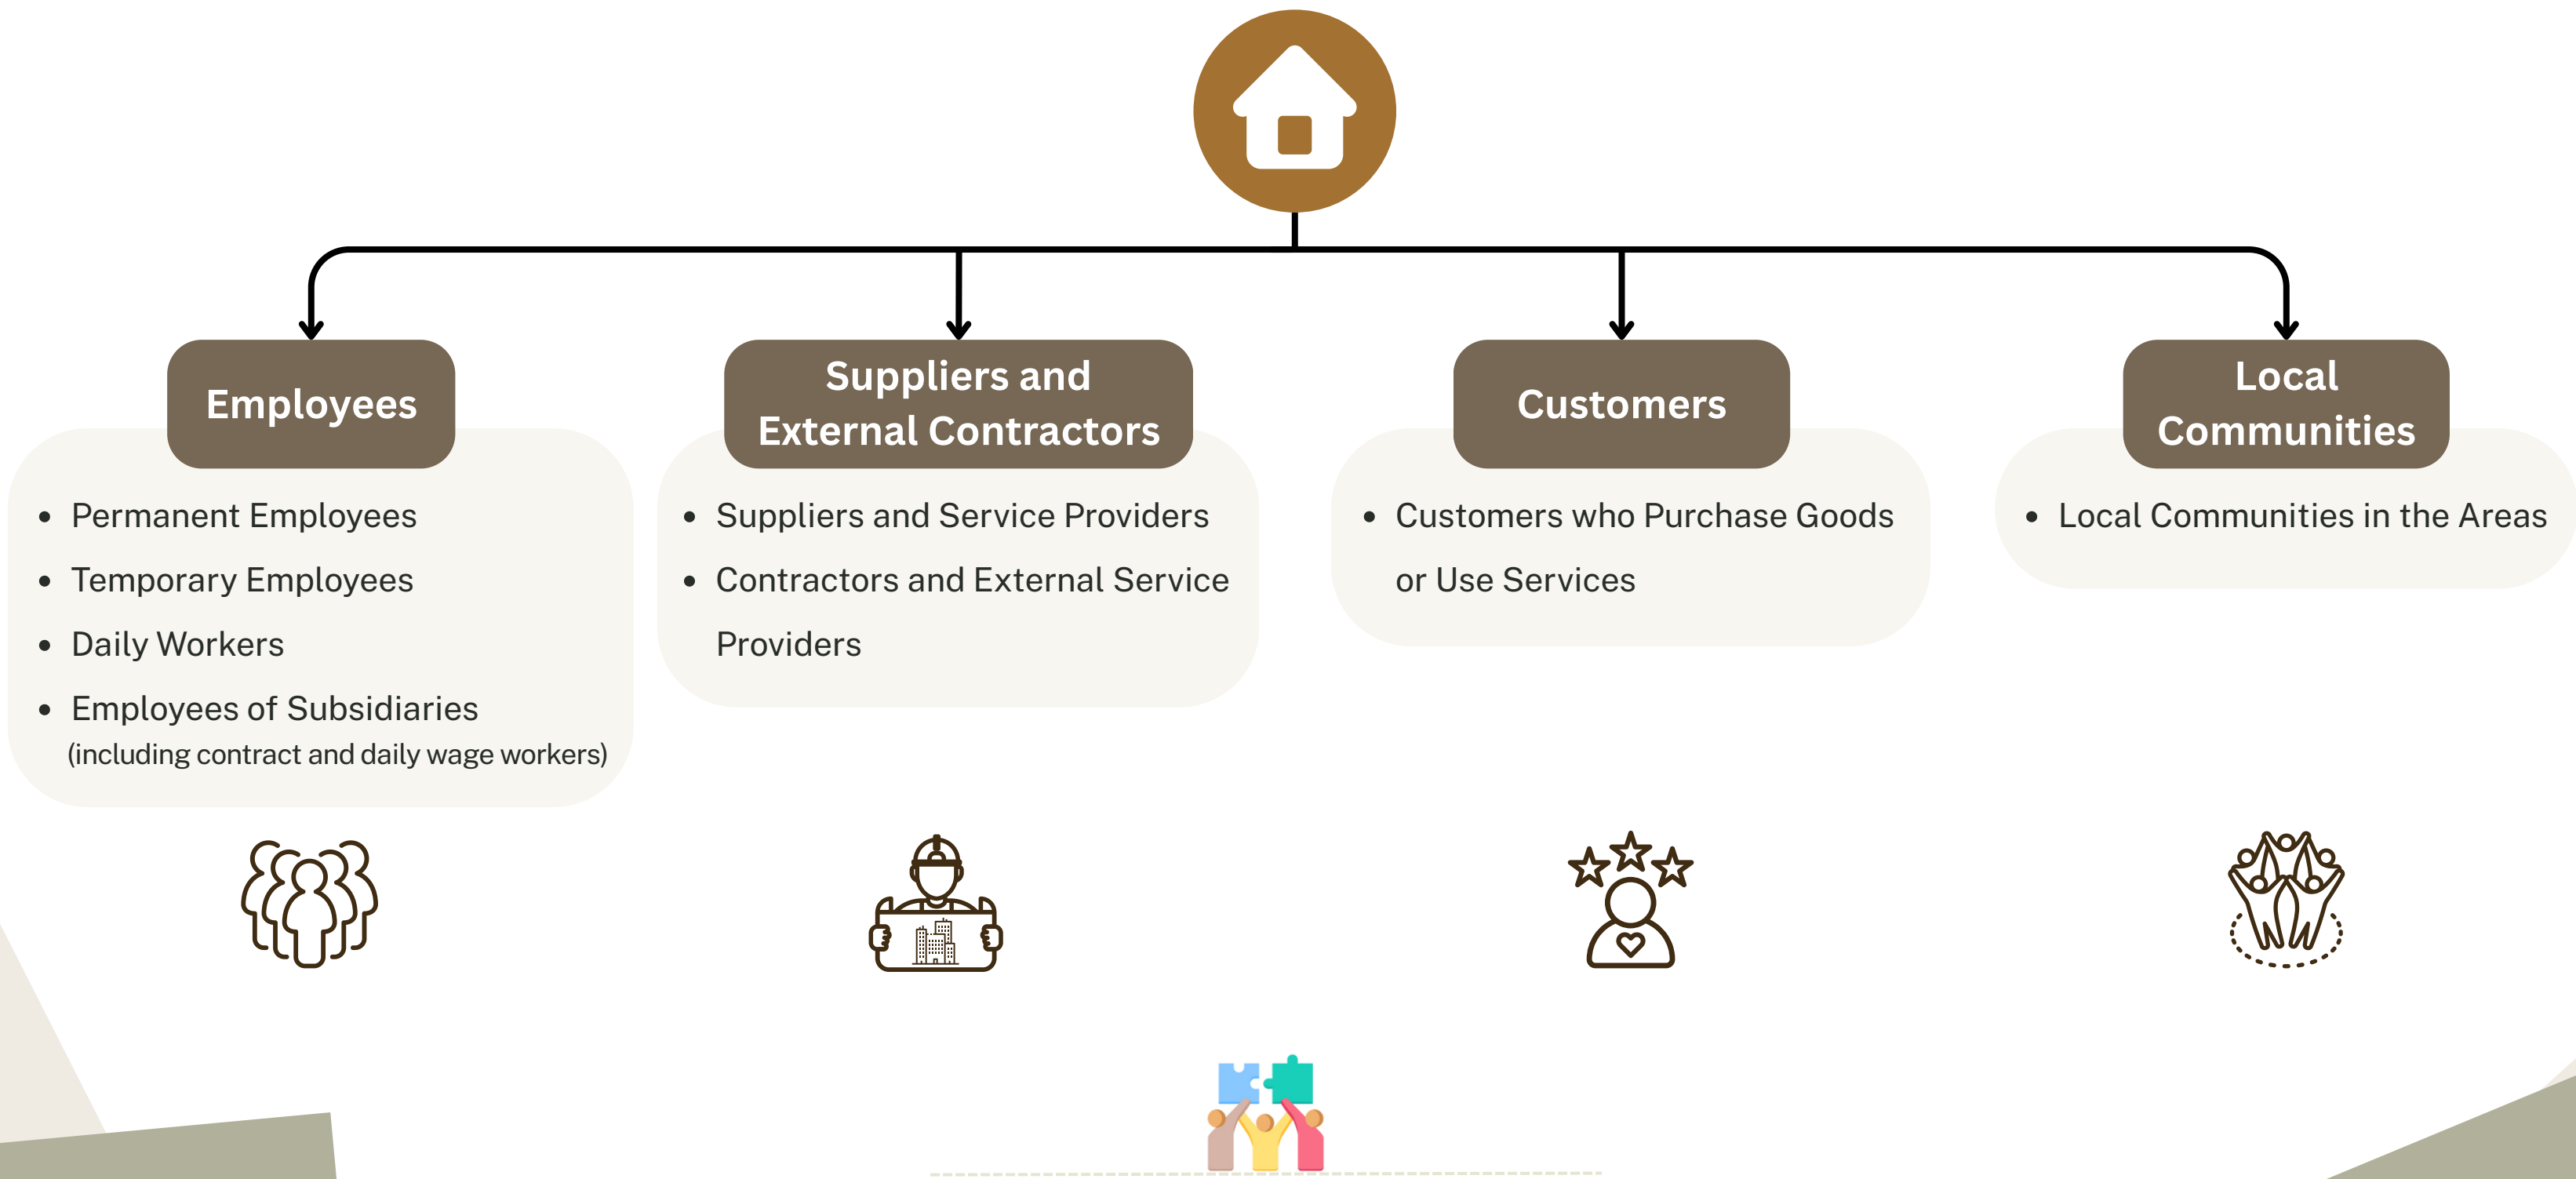 Employees
• Permanent Employees
• Temporary Employees
• Daily Workers
• Employees of Subsidiaries
(including contract and daily wage workers)
Suppliers and
External Contractors
• Suppliers and Service Providers
• Contractors and External Service
Providers
Customers
• Customers who Purchase Goods
or Use Services
Local
Communities
• Local Communities in the Areas